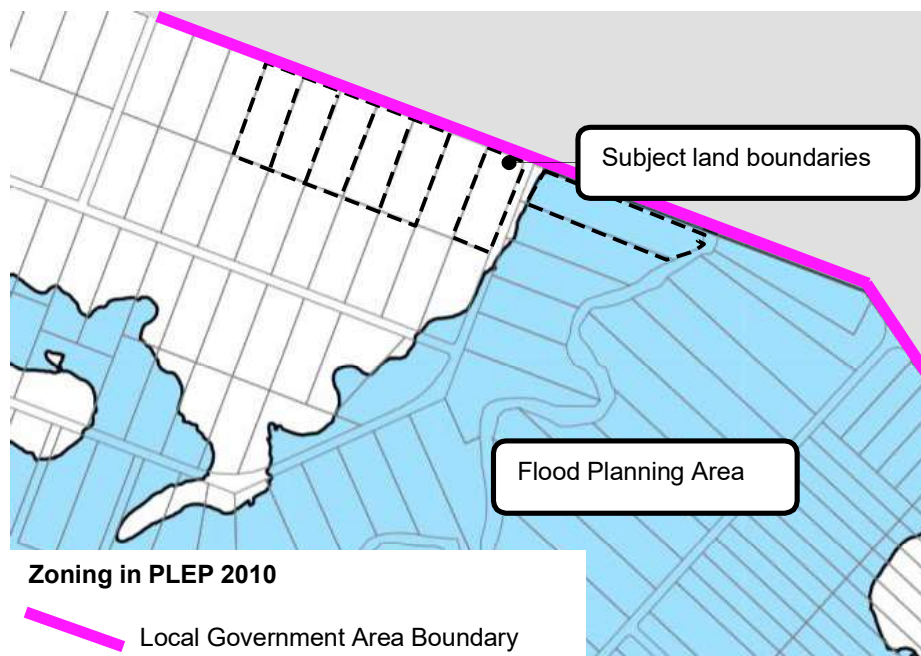 Subject land boundaries
Flood Planning Area
Zoning in PLEP 2010
Local Government Area Boundary